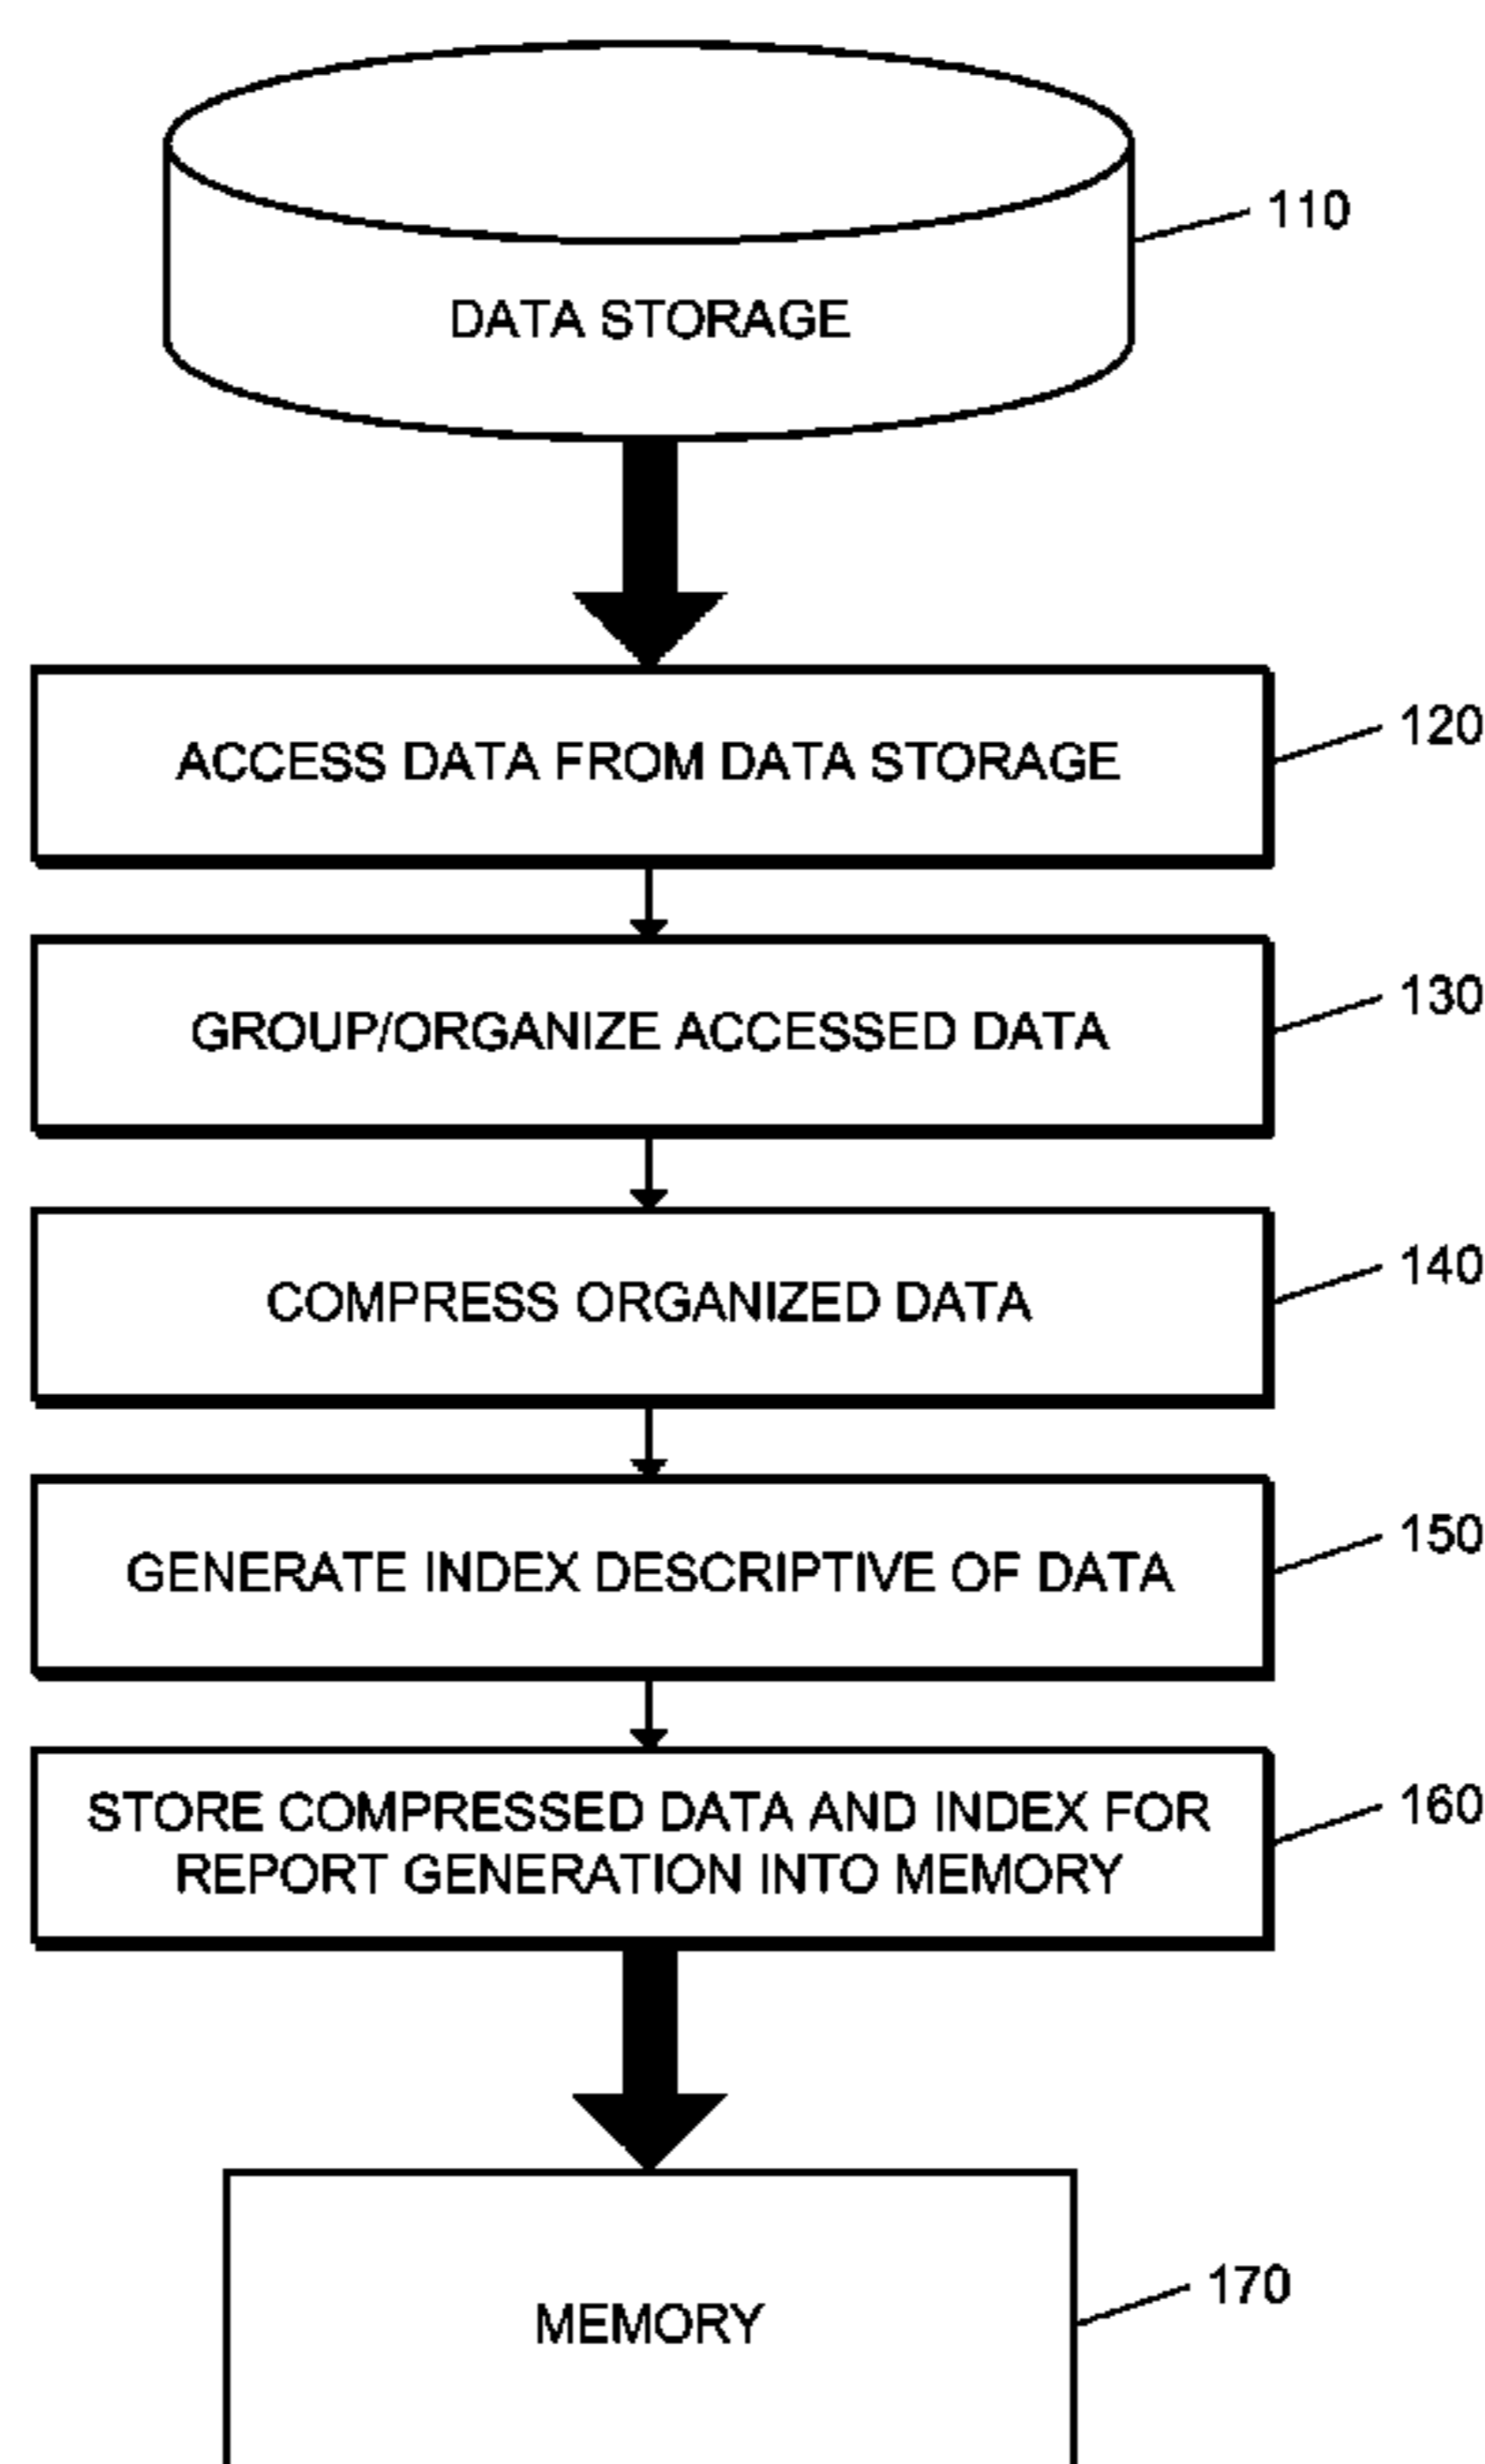 110
DATA STORAGE
120
ACCESS DATA FROM DATA STORAGE
130
GROUP/ORGANIZE ACCESSED DATA
140
COMPRESS ORGANIZED DATA
150
GENERATE INDEX DESCRIPTIVE OF DATA
160
STORE COMPRESSED DATA AND INDEX FOR
REPORT GENERATION INTO MEMORY
170
MEMORY